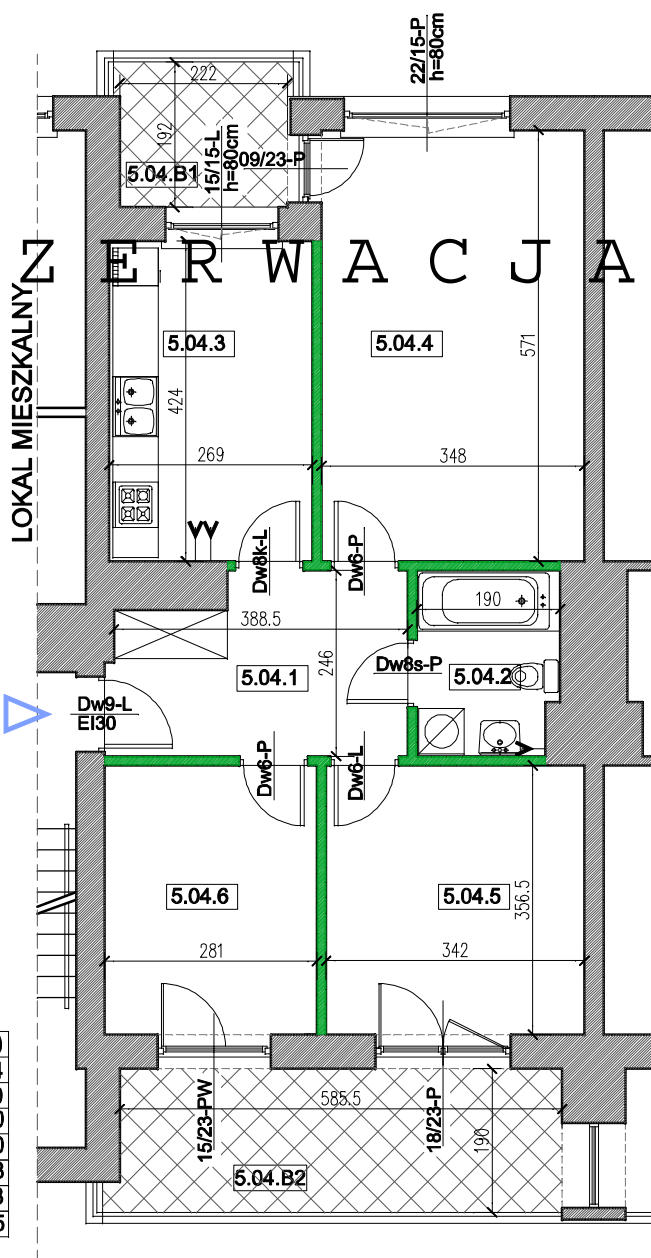 222
192
22/15-P
h=80cm
15/15-L
h=80cm
09/23-P
5.04.B1
ZERWACJA
LOKAL MIESZKALNY
5.04.3
5.04.4
424
571
269
348
Dw8k-L
Dw6-P
388.5
190
5.04.1
246
Dw8s-P
5.04.2
Dw9-L
EI30
Dw6-P
Dw6-L
5.04.6
5.04.5
356.5
281
342
15/23-PW
585.5
18/23-P
190
5.04.B2